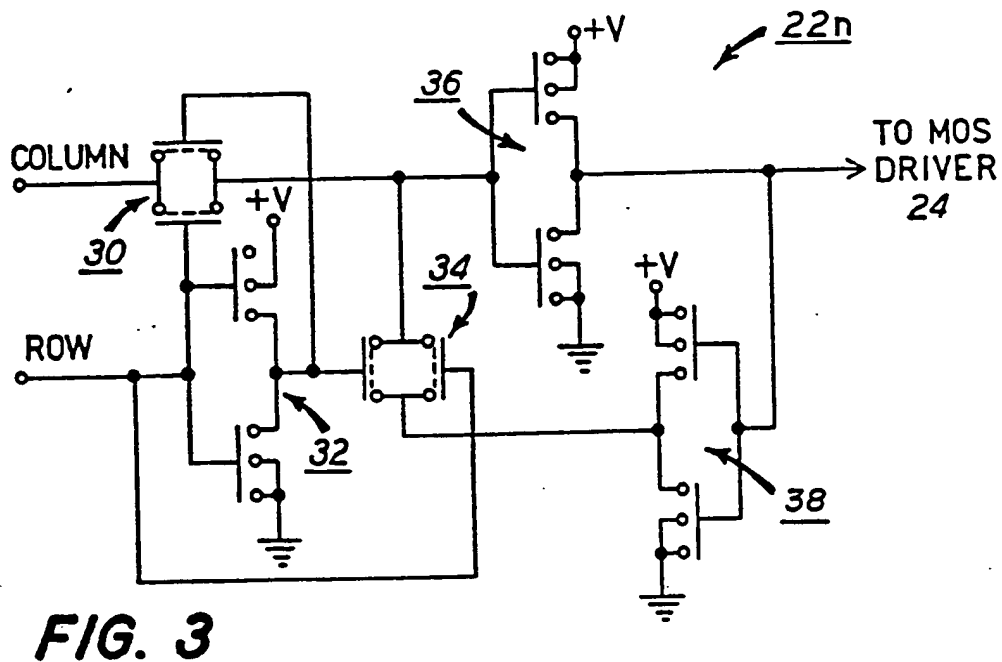 22n
+V
36
COLUMN
TO MOS
DRIVER
24
+V
30
34
+V
ROW
32
38
FIG. 3